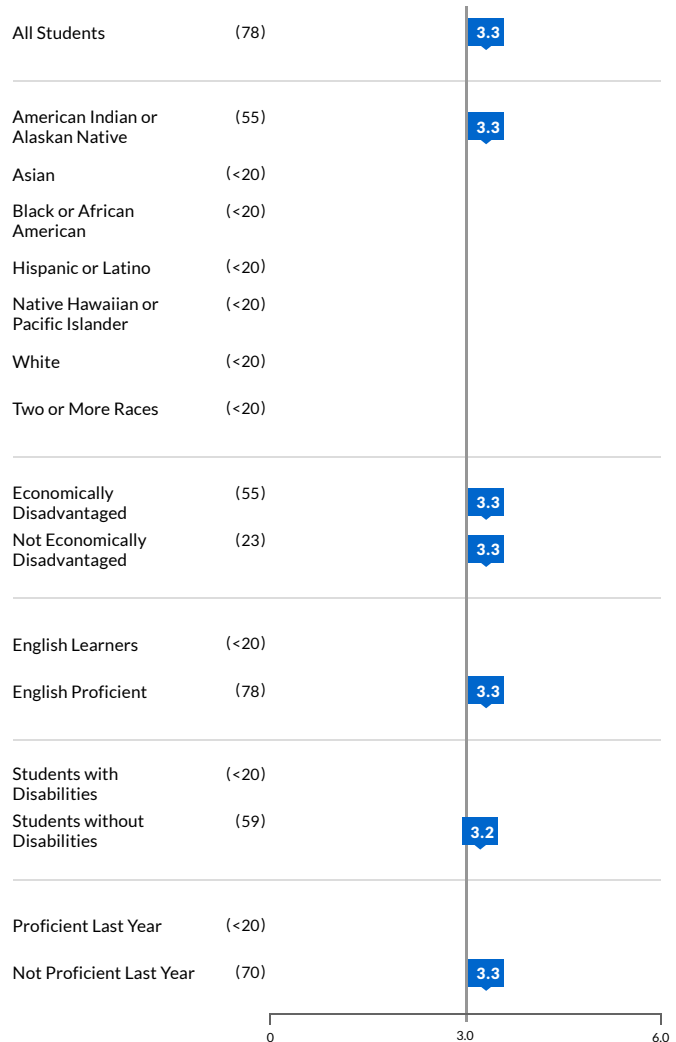 All Students (78) 3.3
American Indian or (55) 3.3
Alaskan Native
Asian (<20)
Black or African (<20)
American
Hispanic or Latino (<20)
Native Hawaiian or (<20)
Pacific Islander
White (<20)
Two or More Races (<20)
Economically (55) 3.3
Disadvantaged
Not Economically (23) 3.3
Disadvantaged
English Learners (<20)
English Proficient (78) 3.3
Students with (<20)
Disabilities
Students without (59) 3.2
Disabilities
Proficient Last Year (<20)
Not Proficient Last Year (70) 3.3
0 3.0 6.0